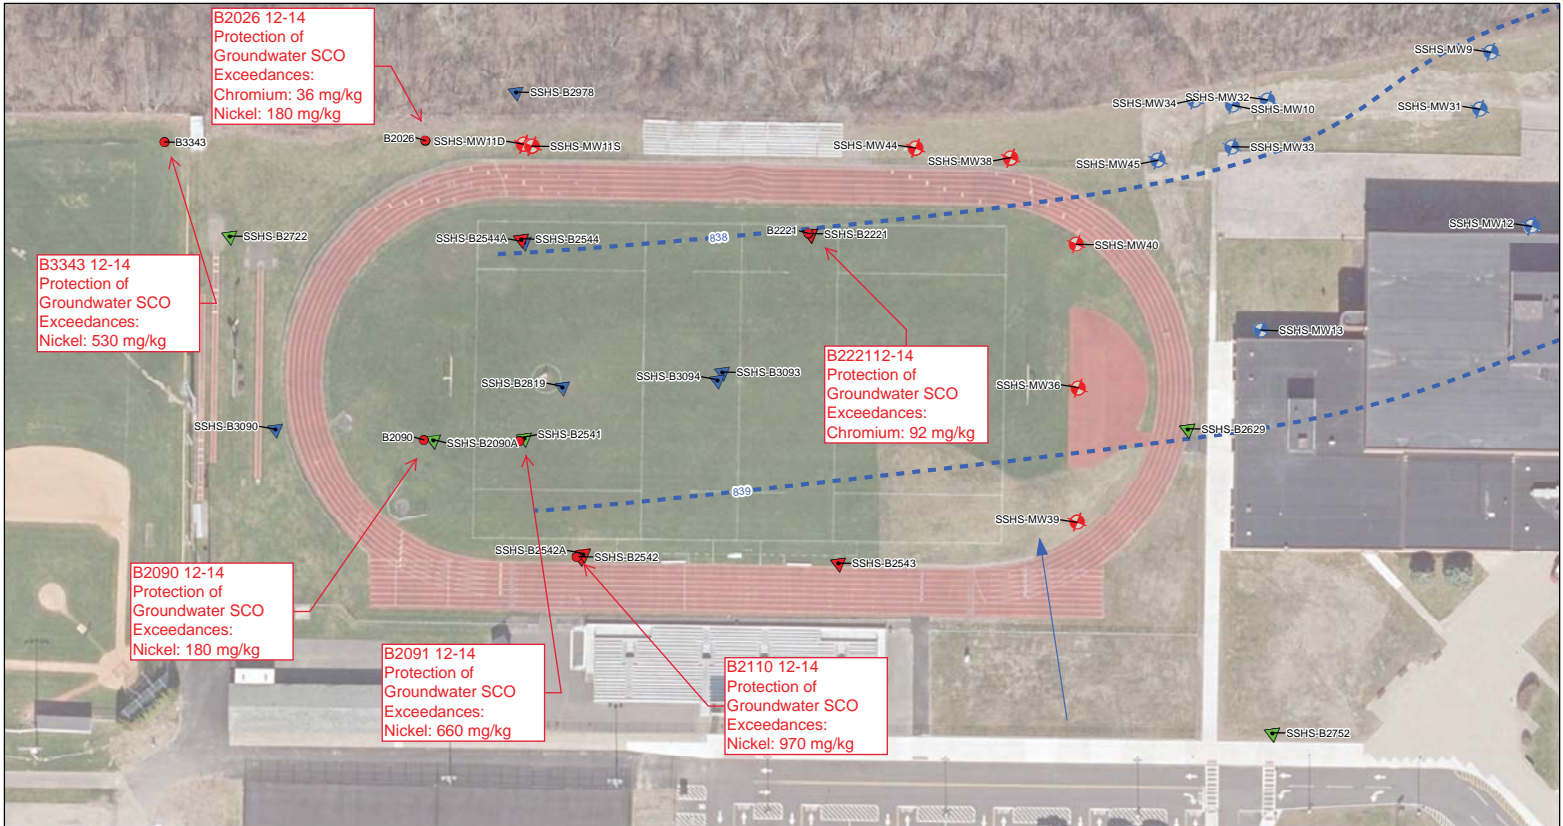 B2026 12-14
Protection of
Groundwater SCO
Exceedances:
Chromium: 36 mg/kg
Nickel: 180 mg/kg
SSHS-MW9
SSHS-B2978
SSHS-MW34
SSHS-MW32
SSHS-MW10
SSHS-MW31
B3343
B2026
SSHS-MW11D
SSHS-MW11S
SSHS-MW44
SSHS-MW38
SSHS-MW45
SSHS-MW33
SSHS-B2722
SSHS-B2544A
SSHS-B2544
838
B2221
SSHS-B2221
SSHS-MW40
SSHS-MW12
B3343 12-14
Protection of
Groundwater SCO
Exceedances:
Nickel: 530 mg/kg
SSHS-MW13
B222112-14
Protection of
Groundwater SCO
Exceedances:
Chromium: 92 mg/kg
SSHS-B2819
SSHS-B3094
SSHS-B3093
SSHS-MW36
SSHS-B3090
B2090
SSHS-B2090A
SSHS-B2541
SSHS-B2629
839
SSHS-MW39
SSHS-B2542A
SSHS-B2542
SSHS-B2543
B2090 12-14
Protection of
Groundwater SCO
Exceedances:
Nickel: 180 mg/kg
B2091 12-14
Protection of
Groundwater SCO
Exceedances:
Nickel: 660 mg/kg
B2110 12-14
Protection of
Groundwater SCO
Exceedances:
Nickel: 970 mg/kg
SSHS-B2752